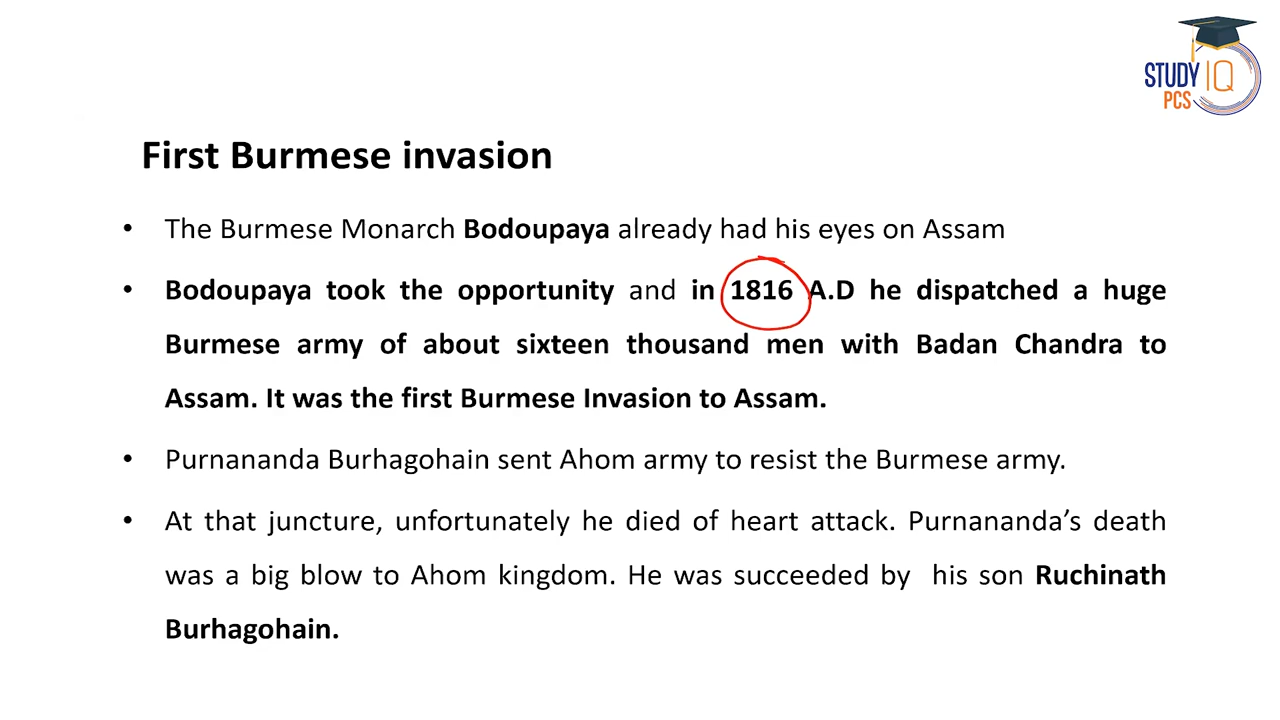 STUDY IQ
PCS
First Burmese invasion
• The Burmese Monarch Bodoupaya already had his eyes on Assam
• Bodoupaya took the opportunity and in 1816 A.D he dispatched a huge
Burmese army of about sixteen thousand men with Badan Chandra to
Assam. It was the first Burmese Invasion to Assam.
• Purnananda Burhagohain sent Ahom army to resist the Burmese army.
• At that juncture, unfortunately he died of heart attack. Purnananda’s death
was a big blow to Ahom kingdom. He was succeeded by his son Ruchinath
Burhagohain.